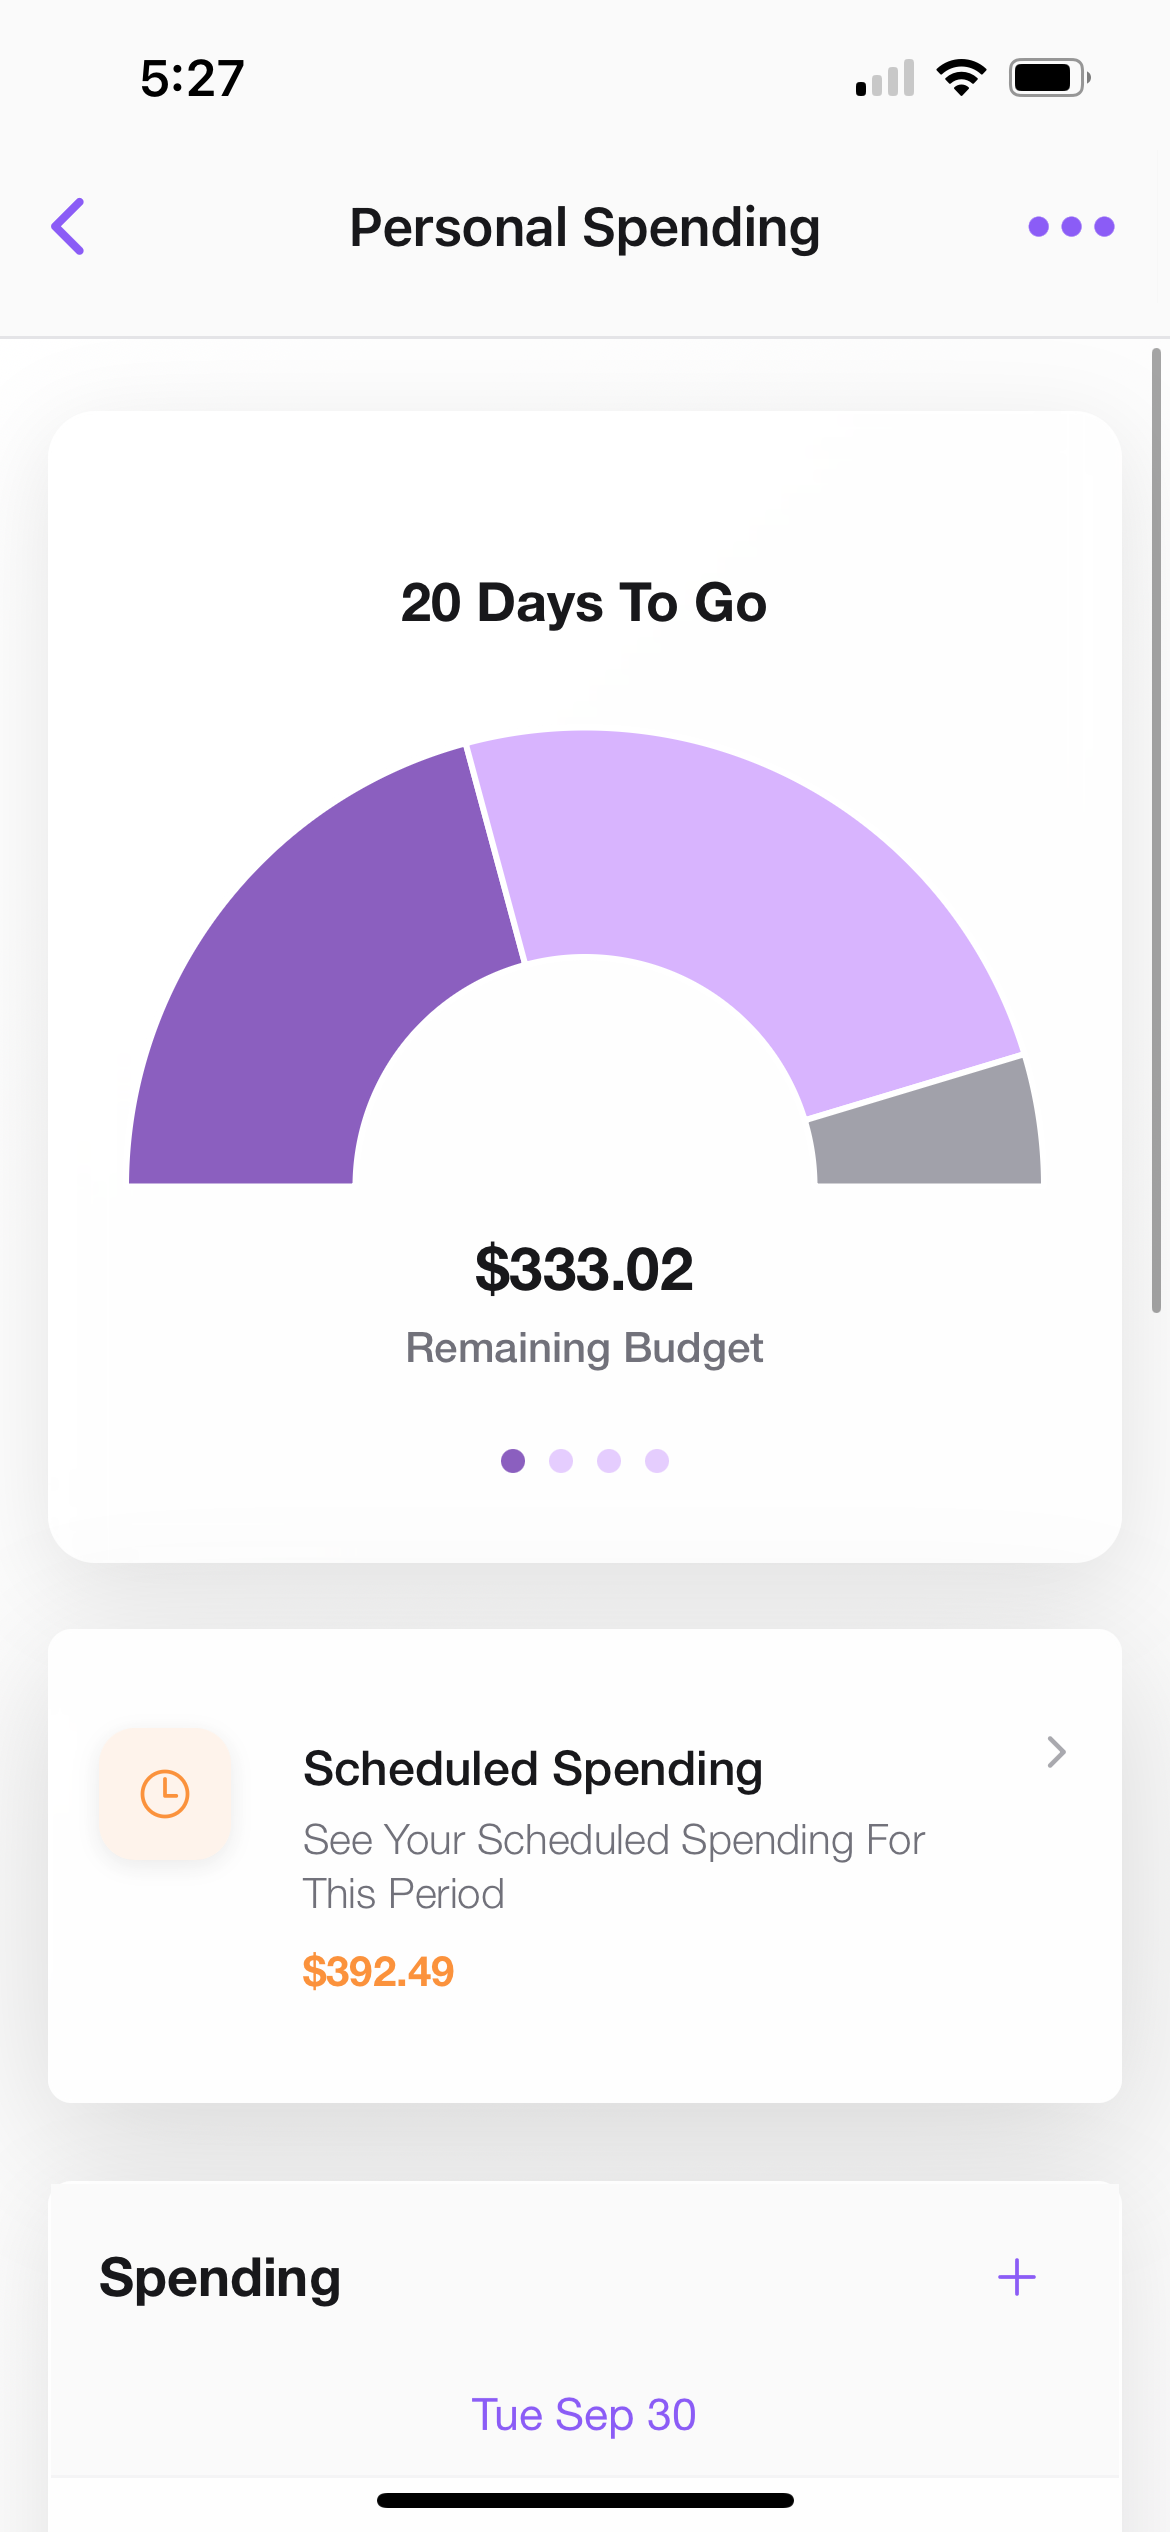 5:27
Personal Spending
20 Days To Go
$333.02
Remaining Budget
Scheduled Spending
See Your Scheduled Spending For
This Period
$392.49
Spending
Tue Sep 30